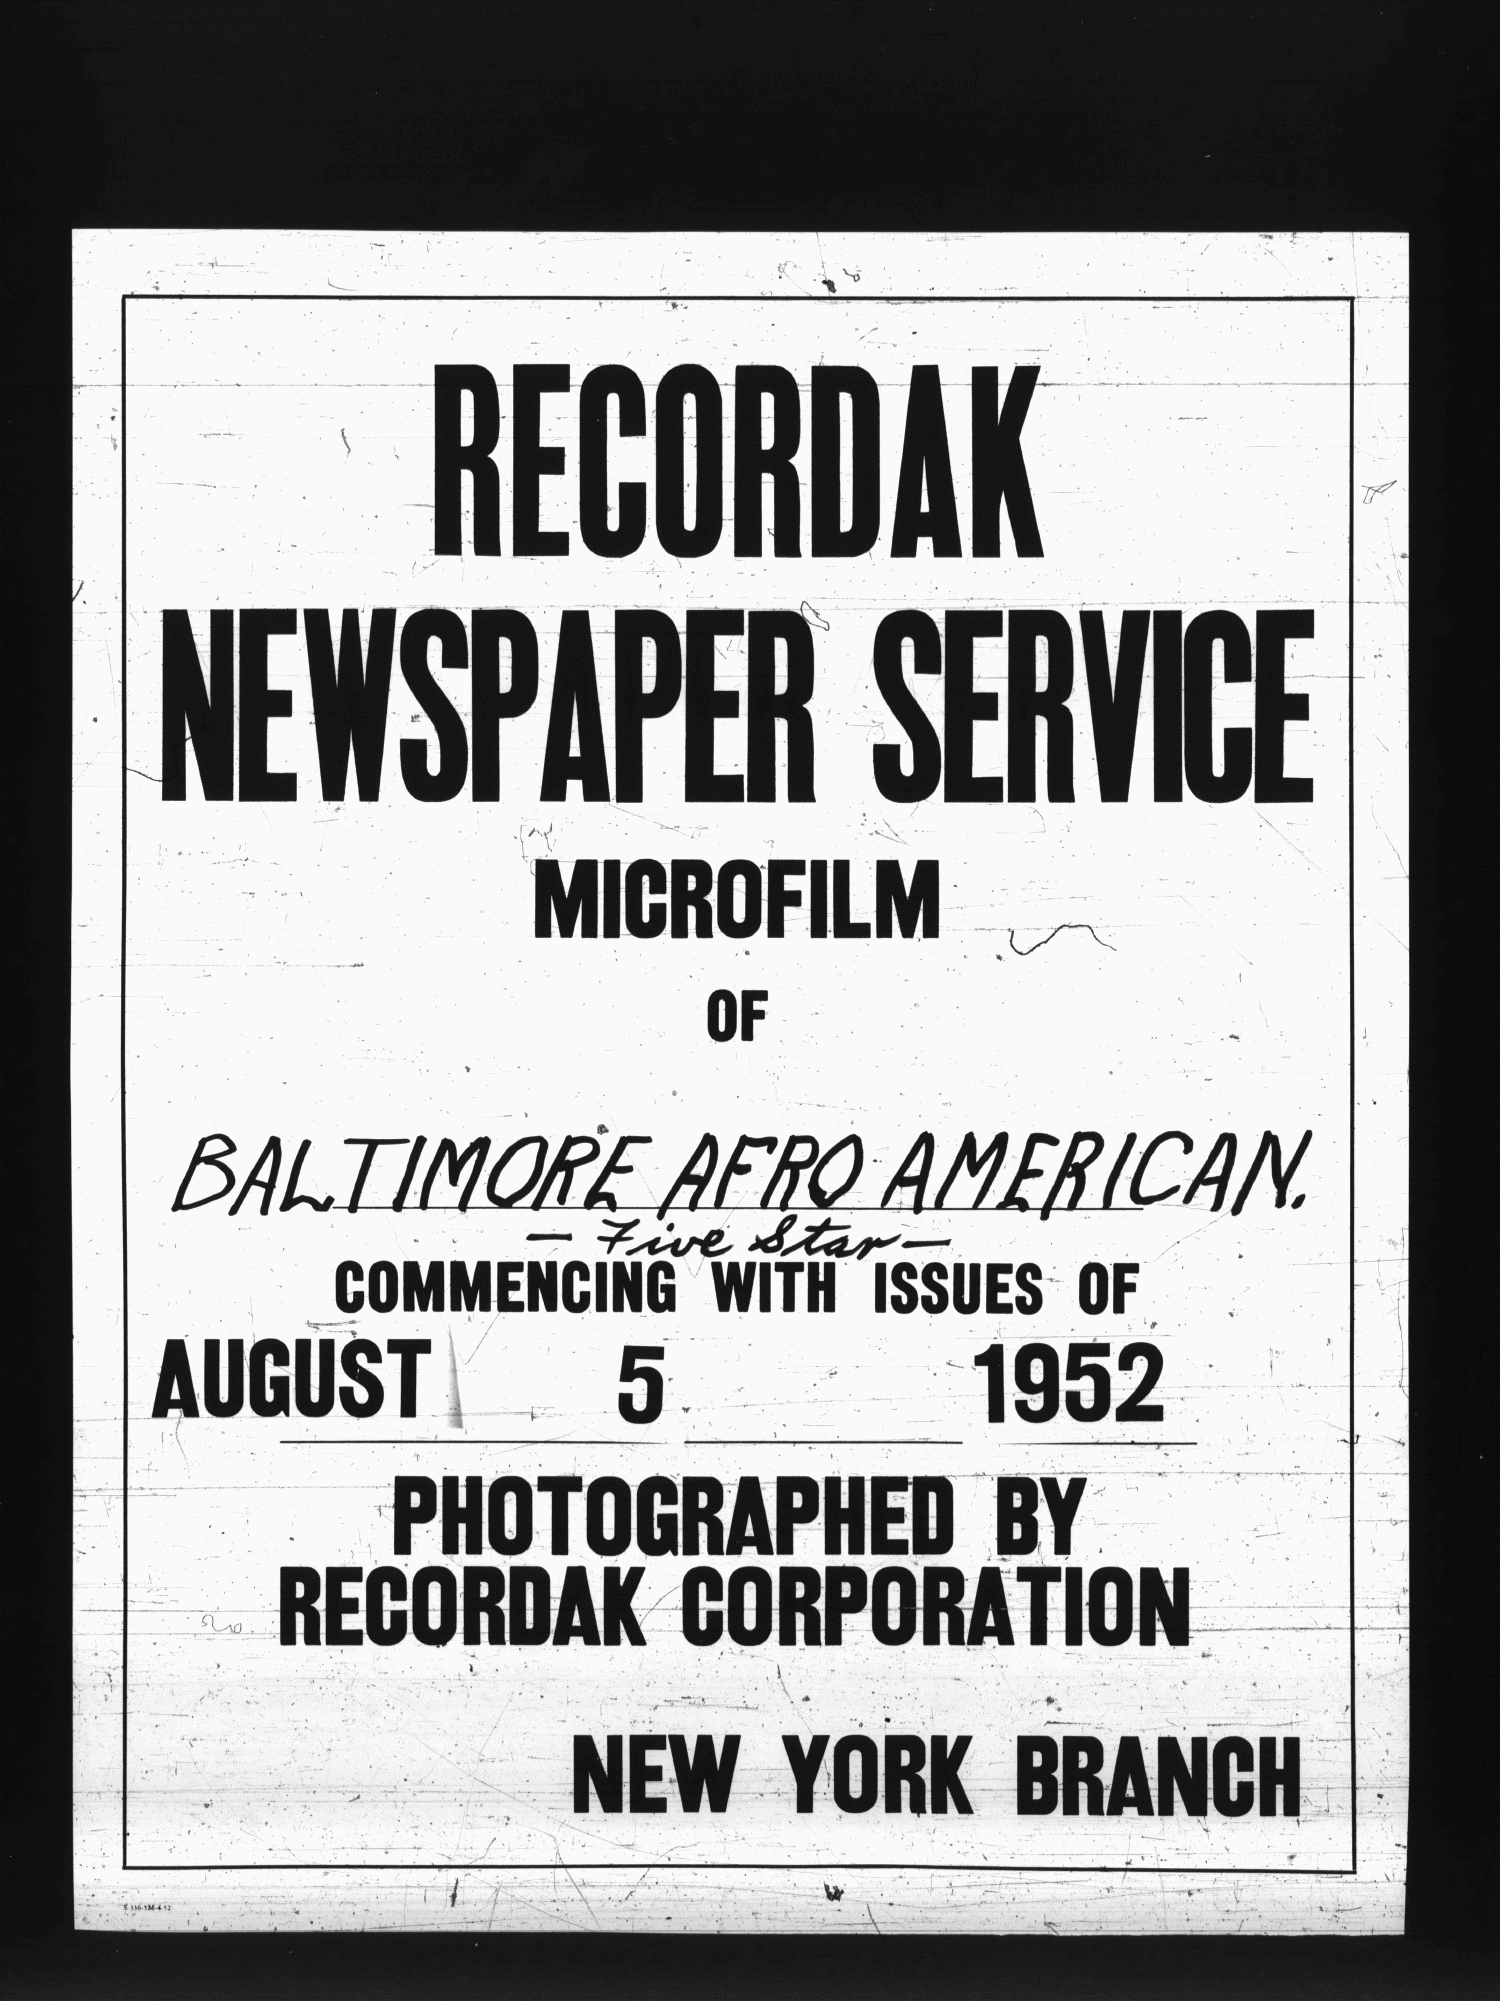 RECORDAK
NEWSPAPER SERVICE
MICROFILM
OF
BALTIMORE AFRO AMERICAN.
— Five Star —
COMMENCING WITH ISSUES OF
AUGUST 5 1952
PHOTOGRAPHED BY
RECORDAK CORPORATION
NEW YORK BRANCH